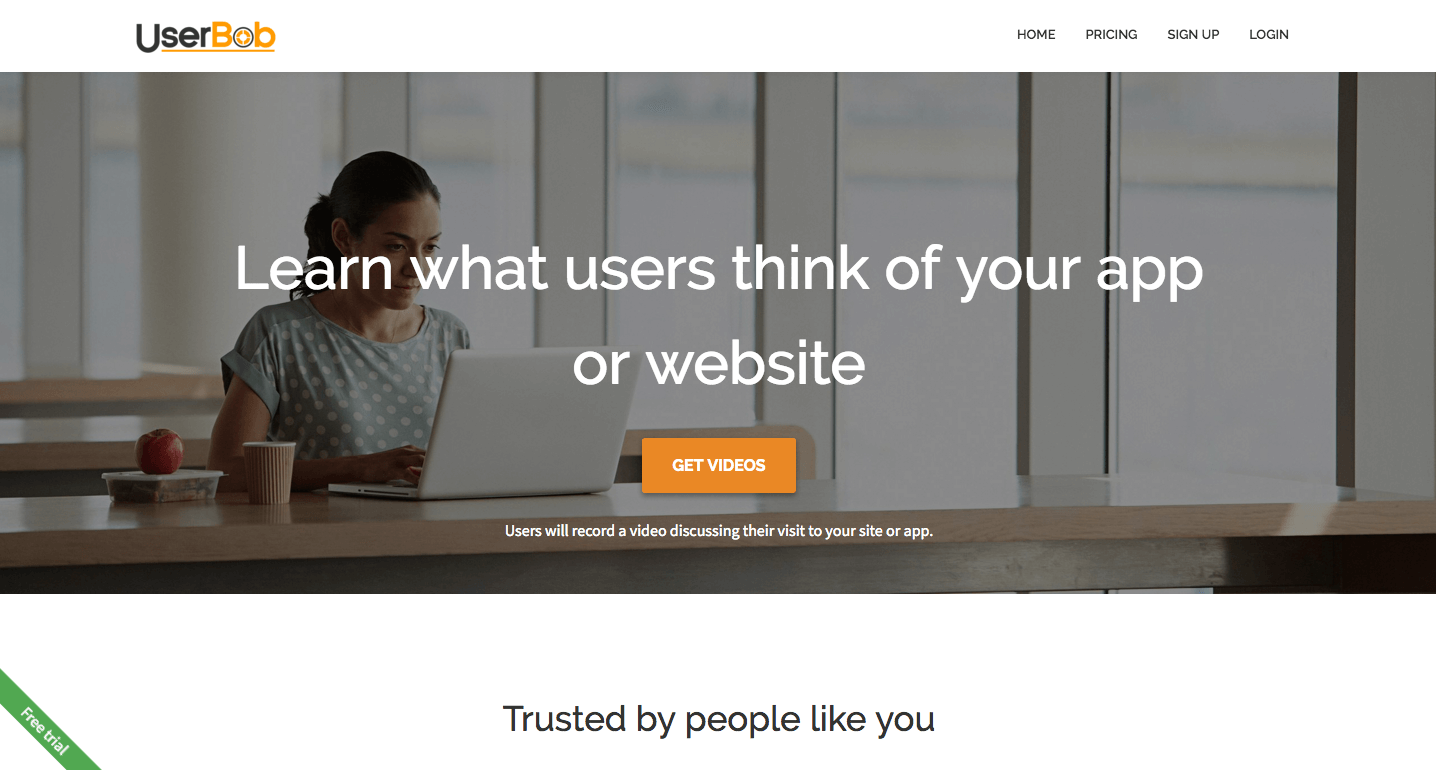 UserBob
HOME PRICING SIGN UP LOGIN
Learn what users think of your app
or website
GET VIDEOS
Users will record a video discussing their visit to your site or app.
Trusted by people like you
Free trial